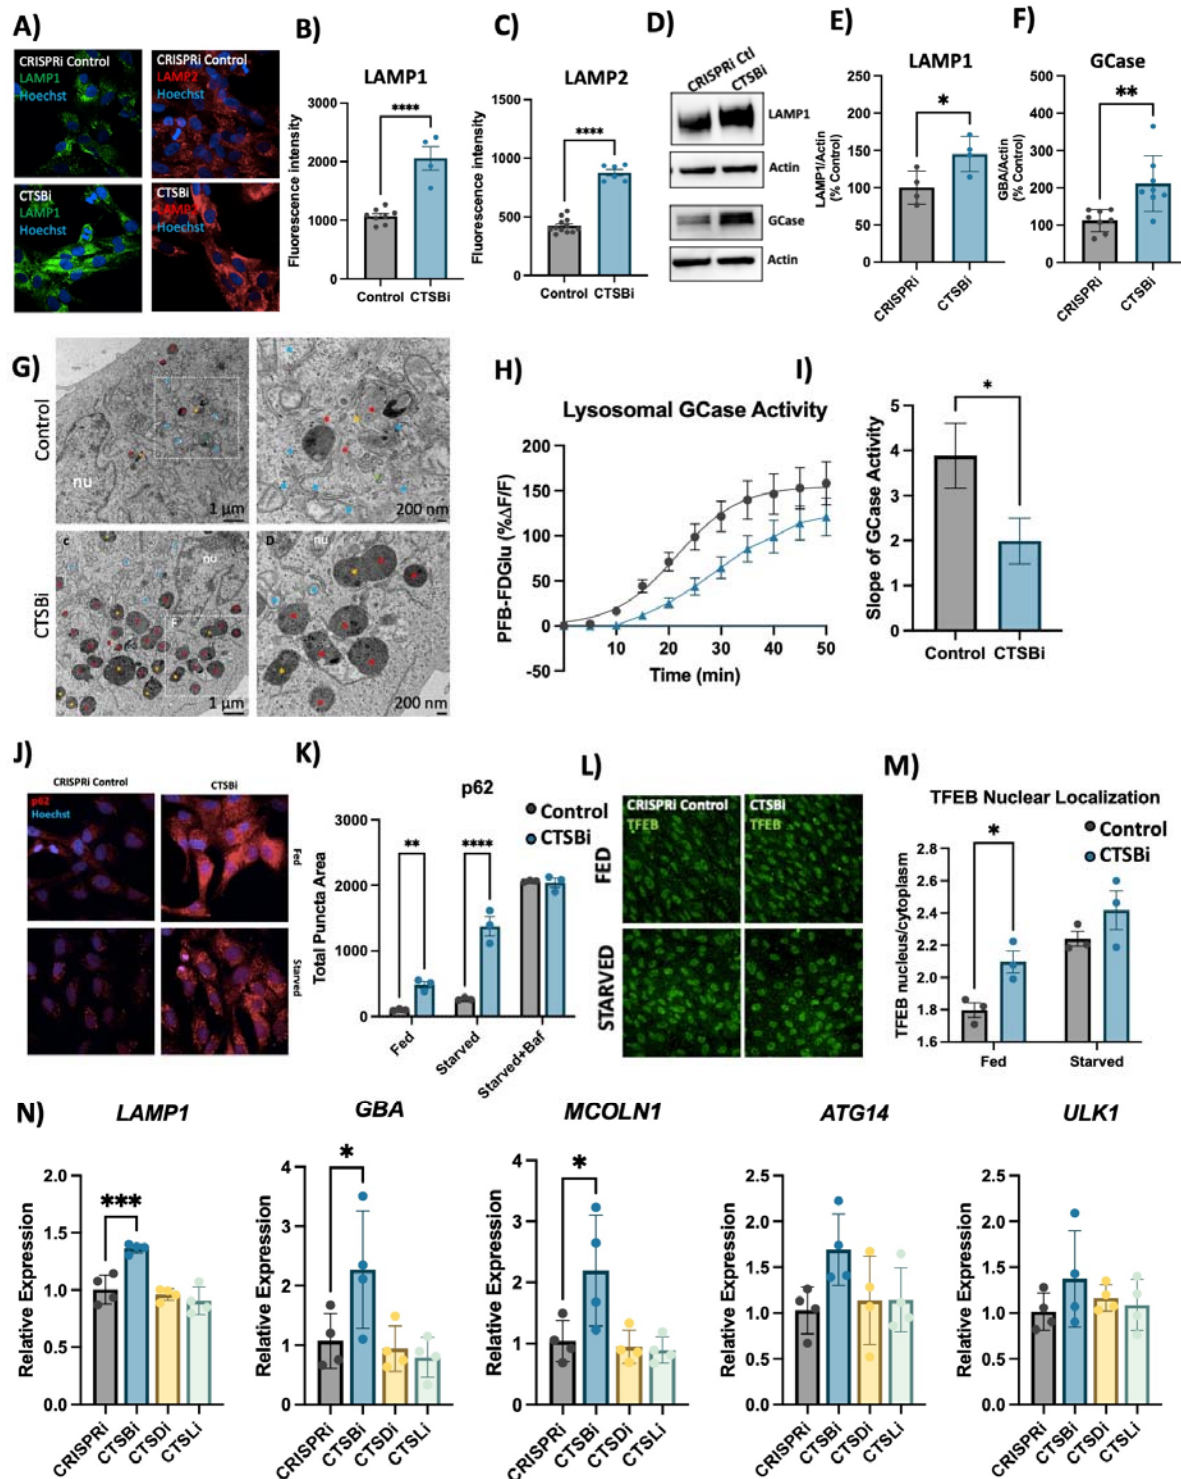 A)
CRISPRi Control
LAMP1
Hoechst
CRISPRi Control
LAMP2
Hoechst
CTSBi
LAMP1
Hoechst
CTSBi
LAMP2
Hoechst
B)
LAMP1
Fluorescence intensity
3000
2000
1000
0
****
Control
CTSBi
C)
LAMP2
Fluorescence intensity
1500
1000
500
0
****
Control
CTSBi
D)
CRISPRi Ctl
CTSBi
LAMP1
Actin
GCase
Actin
E)
LAMP1
LAMP1/Actin
(% Control)
250
200
150
100
50
0
*
CRISPRi
CTSBi
F)
GCase
GBA/Actin
(% Control)
500
400
300
200
100
0
**
CRISPRi
CTSBi
G)
Control
nu
1 μm
200 nm
CTSBi
c
nu
F
1 μm
D
nu
200 nm
H)
Lysosomal GCase Activity
PFB-FDGlu (%ΔF/F)
200
150
100
50
0
-50
10
20
30
40
50
Time (min)
I)
Slope of GCase Activity
5
4
3
2
1
0
*
Control
CTSBi
J)
CRISPRi Control
CTSBi
p62
Hoechst
Fed
Starved
K)
p62
Control
CTSBi
Total Puncta Area
3000
2000
1000
0
**
****
Fed
Starved
Starved+Baf
L)
CRISPRi Control
TFEB
CTSBi
TFEB
FED
STARVED
M)
TFEB Nuclear Localization
Control
CTSBi
TFEB nucleus/cytoplasm
2.8
2.6
2.4
2.2
2.0
1.8
1.6
*
Fed
Starved
N)
LAMP1
Relative Expression
2.0
1.5
1.0
0.5
0.0
***
CRISPRi
CTSBi
CTSDi
CTSLi
GBA
Relative Expression
4
3
2
1
0
*
CRISPRi
CTSBi
CTSDi
CTSLi
MCOLN1
Relative Expression
4
3
2
1
0
*
CRISPRi
CTSBi
CTSDi
CTSLi
ATG14
Relative Expression
2.5
2.0
1.5
1.0
0.5
0.0
CRISPRi
CTSBi
CTSDi
CTSLi
ULK1
Relative Expression
2.5
2.0
1.5
1.0
0.5
0.0
CRISPRi
CTSBi
CTSDi
CTSLi